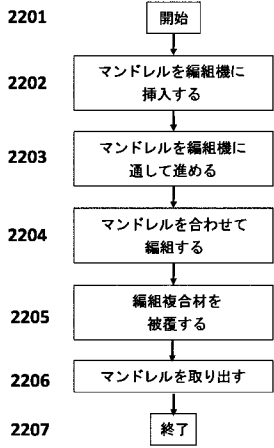 2201
開始
2202
マンドレルを編組機に
挿入する
2203
マンドレルを編組機に
通して進める
2204
マンドレルを合わせて
編組する
2205
編組複合材を
被覆する
2206
マンドレルを取り出す
2207
終了